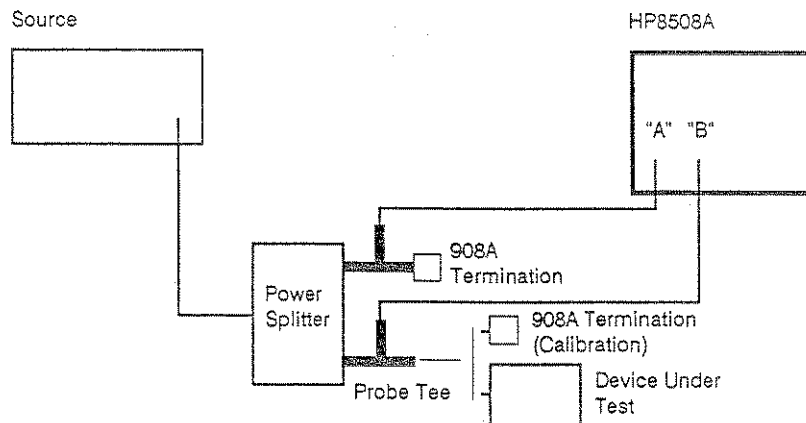 Source
HP8508A
"A" "B"
908A
Termination
Power
Splitter
908A Termination
(Calibration)
Probe Tee
Device Under
Test